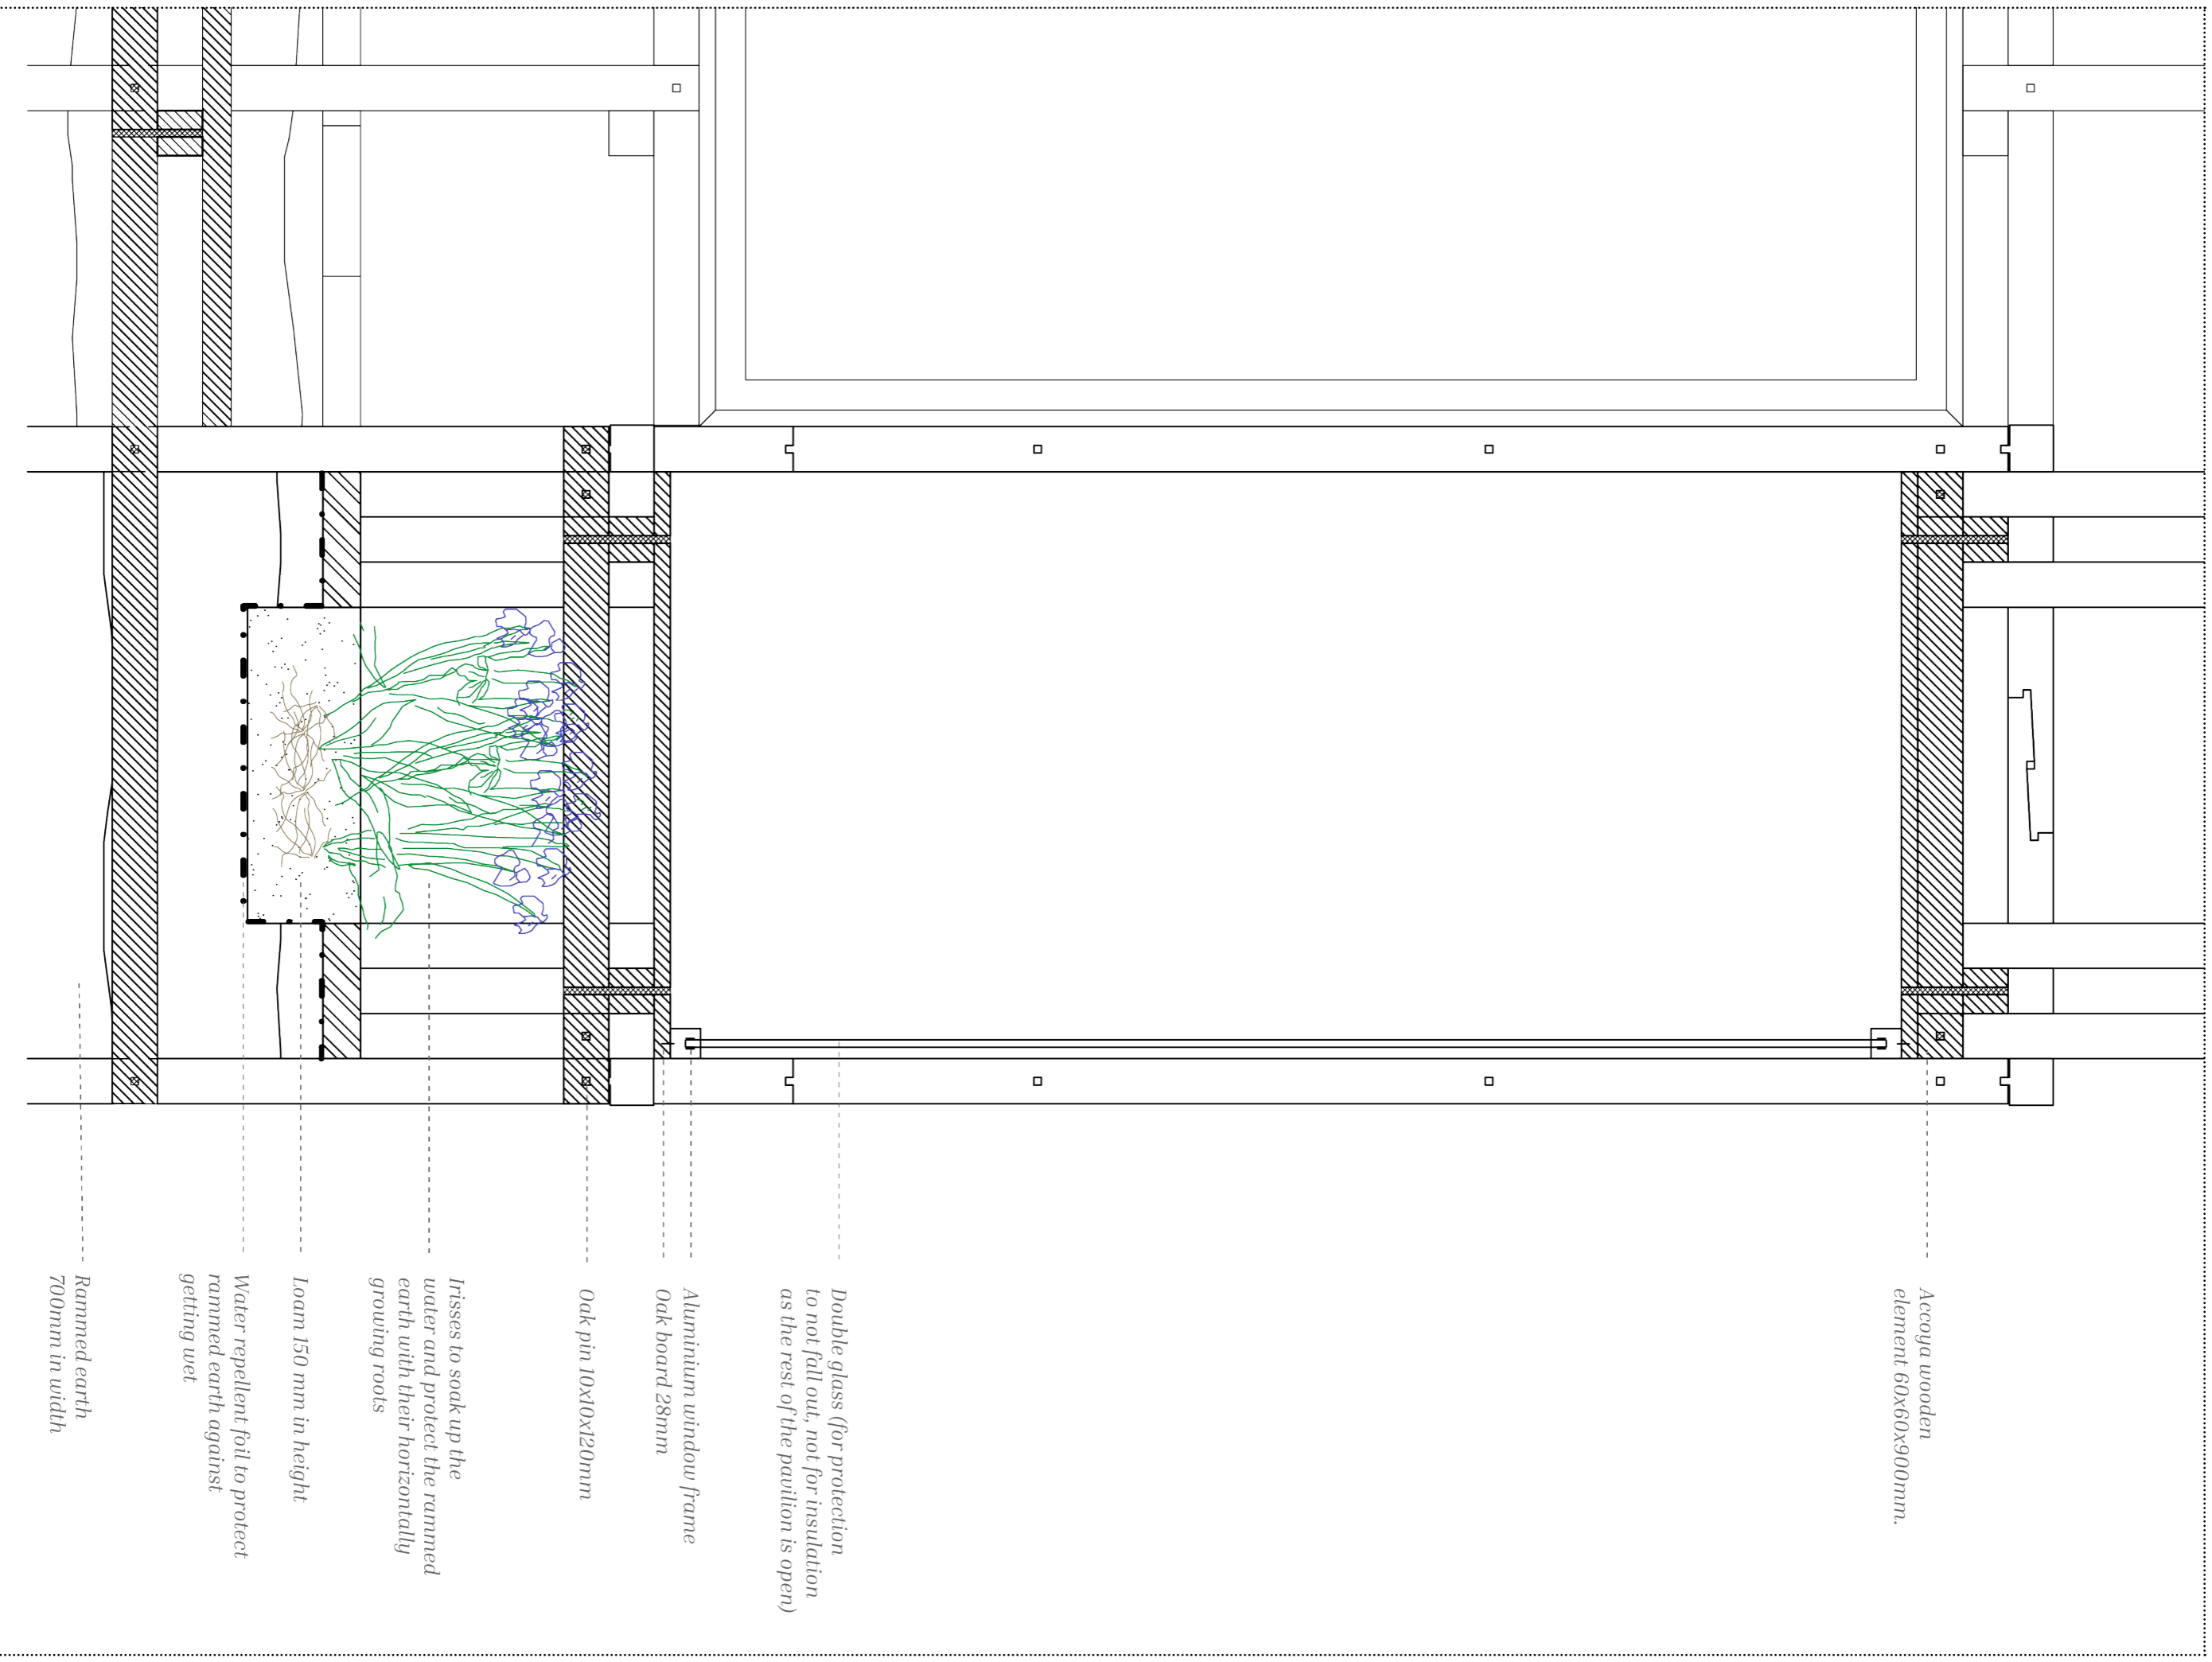 Accoya wooden
element 60x60x900mm.
Double glass (for protection
to not fall out, not for insulation
as the rest of the pavilion is open)
Aluminium window frame
Oak board 28mm
Oak pin 10x10x120mm
Irisses to soak up the
water and protect the rammed
earth with their horizontally
growing roots
Loam 150 mm in height
Water repellent foil to protect
rammed earth against
getting wet
Rammed earth
700mm in width